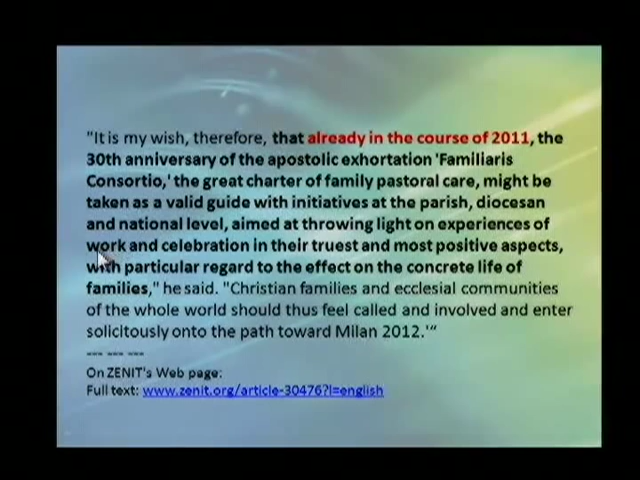 "It is my wish, therefore, that already in the course of 2011, the
30th anniversary of the apostolic exhortation 'Familiaris
Consortio,' the great charter of family pastoral care, might be
taken as a valid guide with initiatives at the parish, diocesan
and national level, aimed at throwing light on experiences of
work and celebration in their truest and most positive aspects,
with particular regard to the effect on the concrete life of
families," he said. "Christian families and ecclesial communities
of the whole world should thus feel called and involved and enter
solicitously onto the path toward Milan 2012.'“
--- --- ---
On ZENIT's Web page:
Full text: www.zenit.org/article-30476?l=english